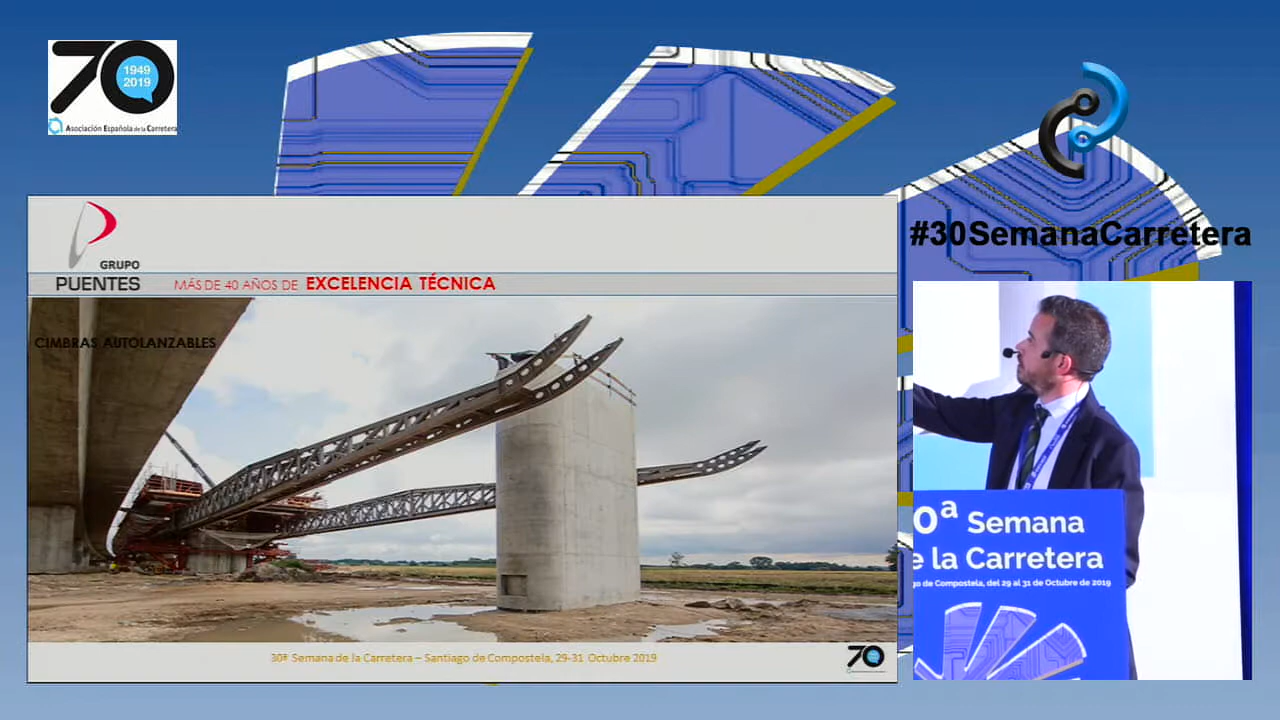 70
1949
2019
Asociación Española de la Carretera
#30SemanaCarretera
GRUPO
PUENTES
MÁS DE 40 AÑOS DE EXCELENCIA TÉCNICA
CIMBRAS AUTOLANZABLES
30ª Semana de la Carretera – Santiago de Compostela, 29-31 Octubre 2019
70
0ª Semana
e la Carretera
go de Compostela, del 29 al 31 de Octubre de 2019